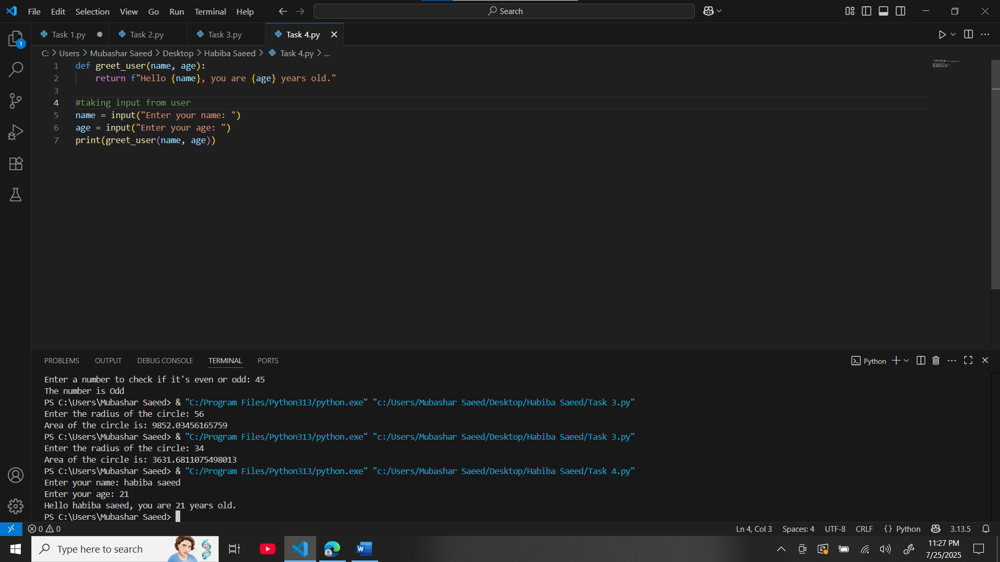 File Edit Selection View Go Run Terminal Help Search
1 Task 1.py Task 2.py Task 3.py Task 4.py
C: > Users > Mubashar Saeed > Desktop > Habiba Saeed > Task 4.py > ...
1 def greet_user(name, age):
2     return f"Hello {name}, you are {age} years old."
3
4 #taking input from user
5 name = input("Enter your name: ")
6 age = input("Enter your age: ")
7 print(greet_user(name, age))
PROBLEMS OUTPUT DEBUG CONSOLE TERMINAL PORTS Python
Enter a number to check if it's even or odd: 45
The number is Odd
PS C:\Users\Mubashar Saeed> & "C:/Program Files/Python313/python.exe" "c:/Users/Mubashar Saeed/Desktop/Habiba Saeed/Task 3.py"
Enter the radius of the circle: 56
Area of the circle is: 9852.03456165759
PS C:\Users\Mubashar Saeed> & "C:/Program Files/Python313/python.exe" "c:/Users/Mubashar Saeed/Desktop/Habiba Saeed/Task 3.py"
Enter the radius of the circle: 34
Area of the circle is: 3631.6811075498013
PS C:\Users\Mubashar Saeed> & "C:/Program Files/Python313/python.exe" "c:/Users/Mubashar Saeed/Desktop/Habiba Saeed/Task 4.py"
Enter your name: habiba saeed
Enter your age: 21
Hello habiba saeed, you are 21 years old.
PS C:\Users\Mubashar Saeed>
0 0 Ln 4, Col 3 Spaces: 4 UTF-8 CRLF {} Python 3.13.5
Type here to search W 11:27 PM
7/25/2025